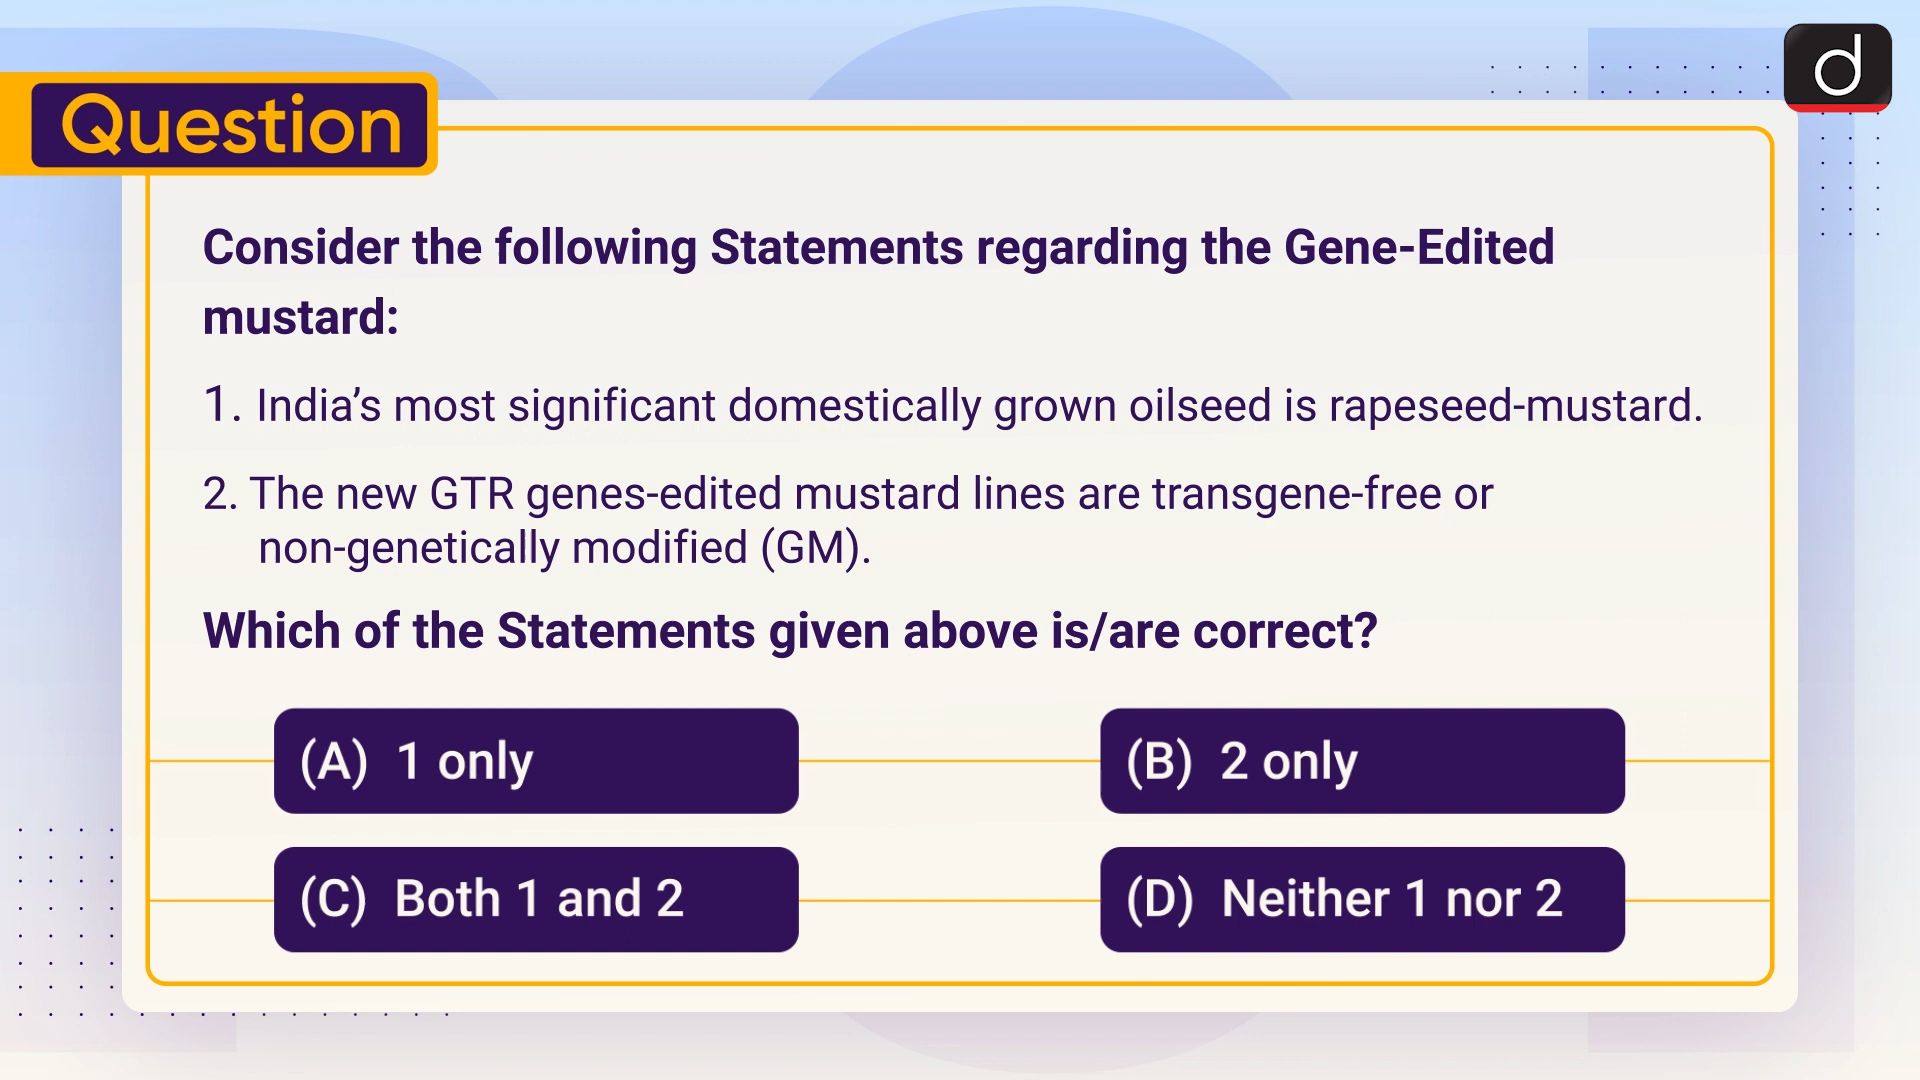 Question
Consider the following Statements regarding the Gene-Edited
mustard:
1. India’s most significant domestically grown oilseed is rapeseed-mustard.
2. The new GTR genes-edited mustard lines are transgene-free or
non-genetically modified (GM).
Which of the Statements given above is/are correct?
(A) 1 only
(B) 2 only
(C) Both 1 and 2
(D) Neither 1 nor 2
d